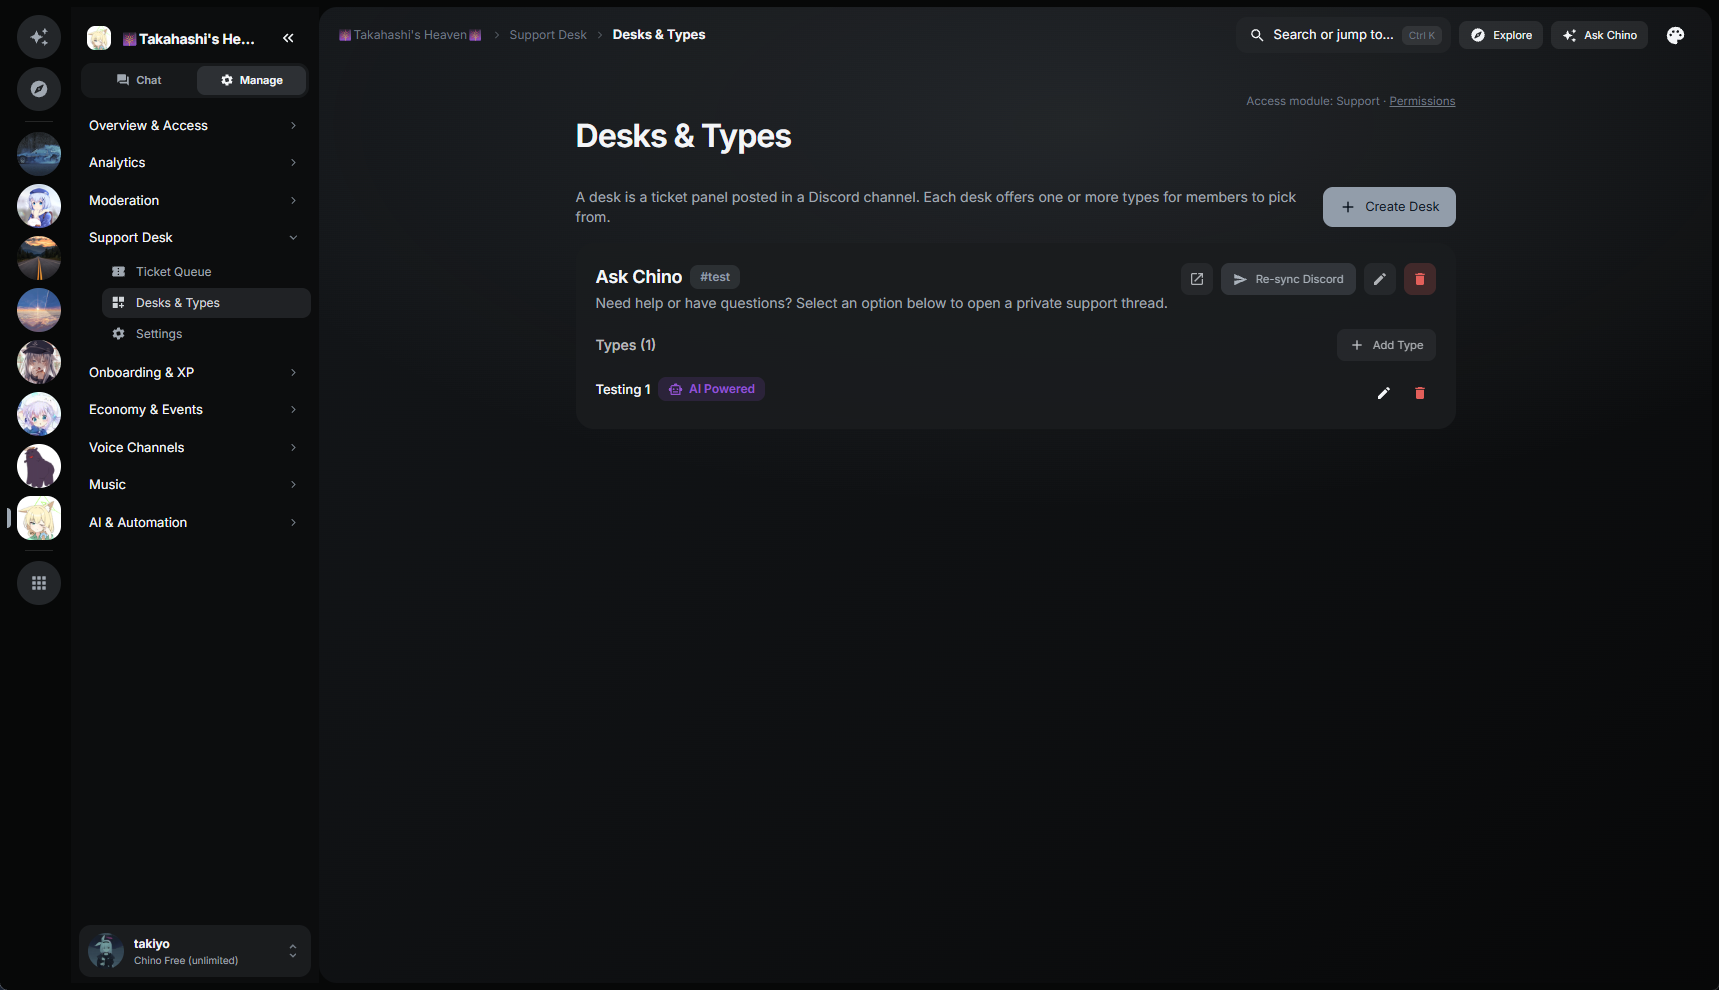 Takahashi's He...
Chat
Manage
Overview & Access
Analytics
Moderation
Support Desk
Ticket Queue
Desks & Types
Settings
Onboarding & XP
Economy & Events
Voice Channels
Music
AI & Automation
takiyo
Chino Free (unlimited)
Takahashi's Heaven > Support Desk > Desks & Types
Search or jump to... Ctrl K
Explore
Ask Chino
Access module: Support · Permissions
Desks & Types
A desk is a ticket panel posted in a Discord channel. Each desk offers one or more types for members to pick
from.
Create Desk
Ask Chino #test
Re-sync Discord
Need help or have questions? Select an option below to open a private support thread.
Types (1)
Add Type
Testing 1 AI Powered